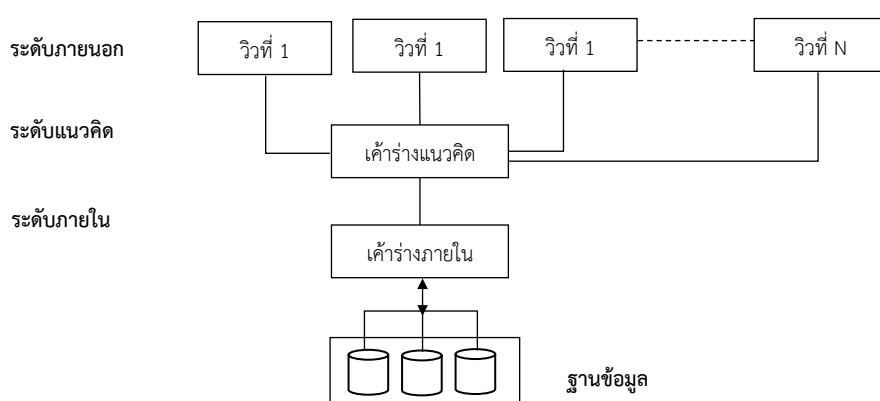 ระดับภายนอก
วิวที่ 1
วิวที่ 1
วิวที่ 1
วิวที่ N
ระดับแนวคิด
เค้าร่างแนวคิด
ระดับภายใน
เค้าร่างภายใน
ฐานข้อมูล